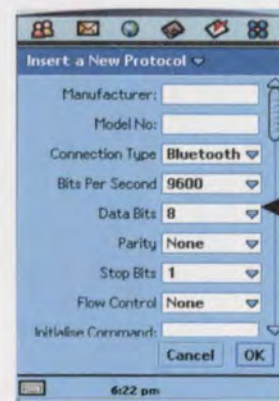 Insert a New Protocol
Manufacturer:
Model No:
Connection Type Bluetooth
Bits Per Second 9600
Data Bits 8
Parity None
Stop Bits 1
Flow Control None
Initialise Command:
Cancel OK
6:22 pm